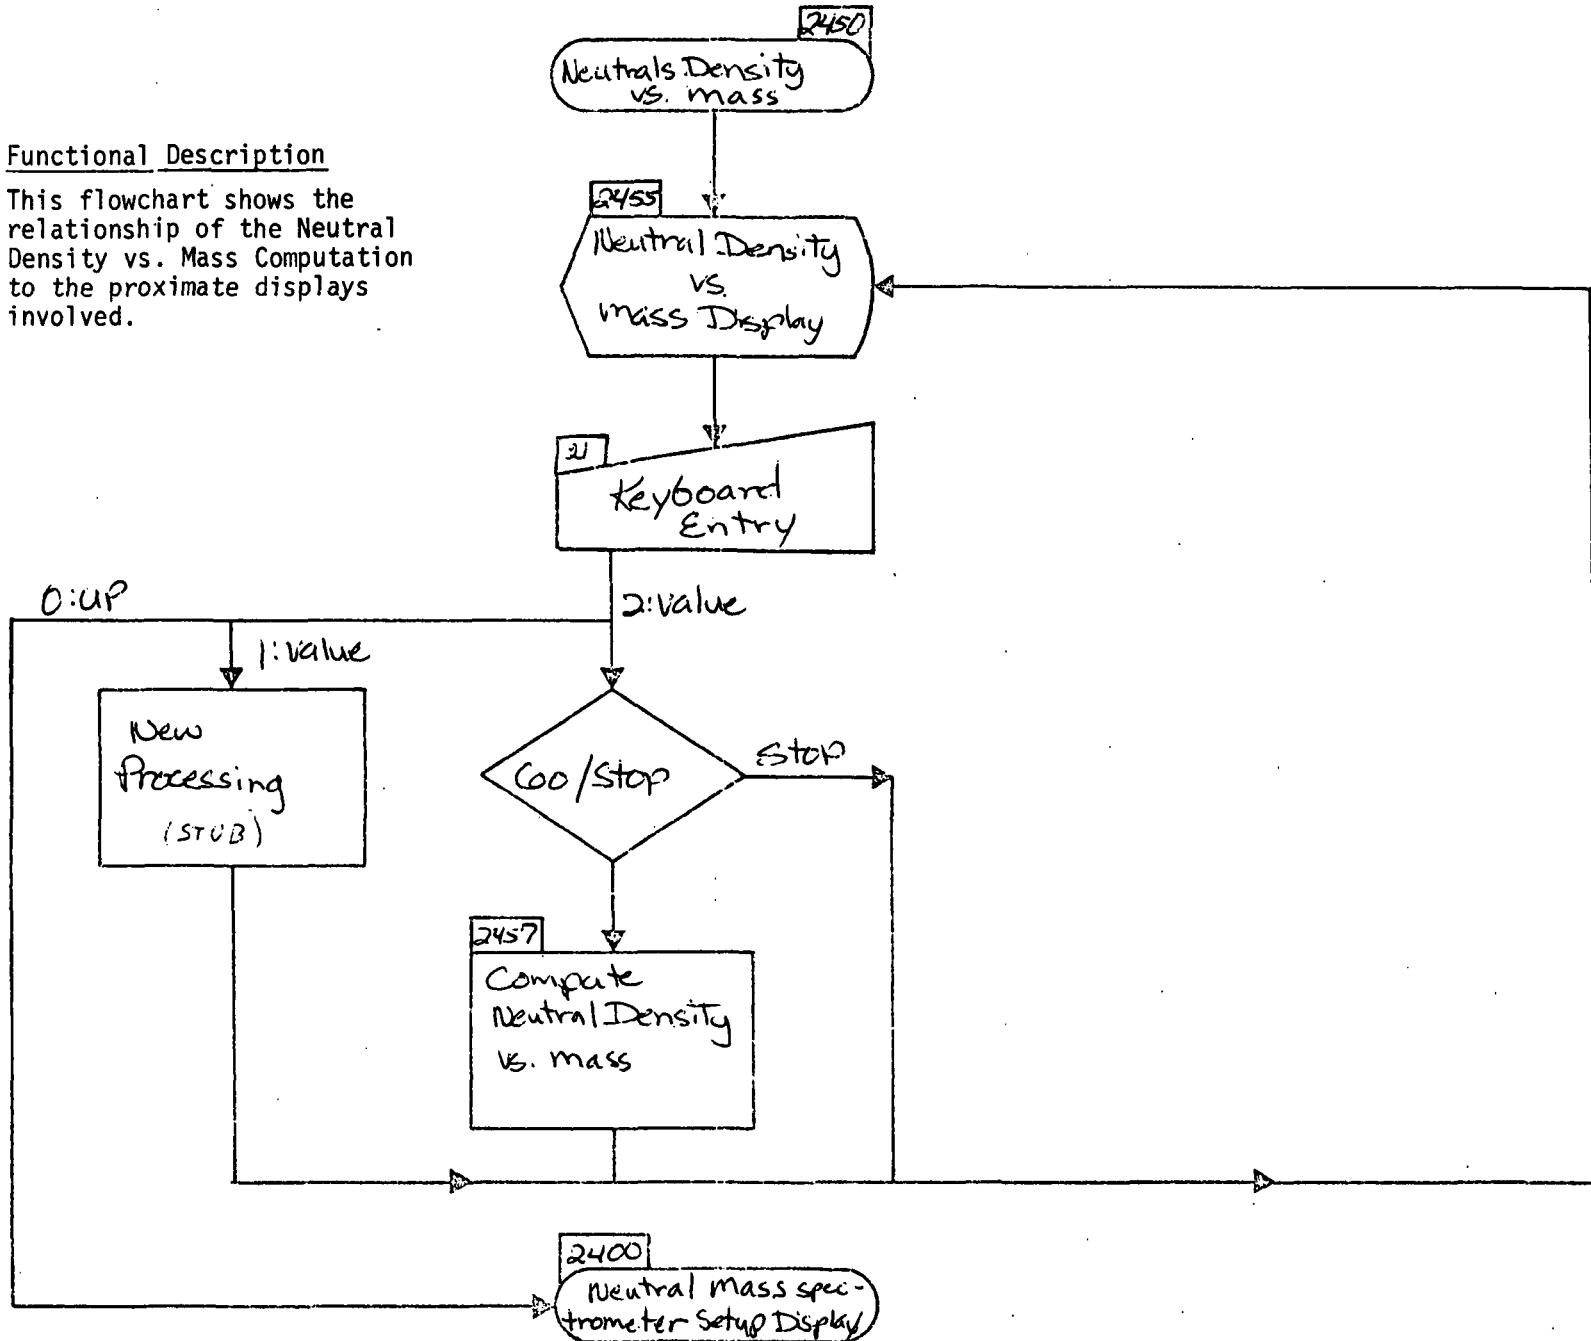 2450
Neutrals Density
vs. mass
Functional Description
This flowchart shows the
relationship of the Neutral
Density vs. Mass Computation
to the proximate displays
involved.
2455
Neutral Density
vs.
mass Display
21
Keyboard
Entry
0:UP
2:value
1:value
New
Processing
(STUB)
Go/Stop
Stop
2457
Compute
Neutral Density
vs. mass
2400
Neutral Mass spec-
trometer Setup Display